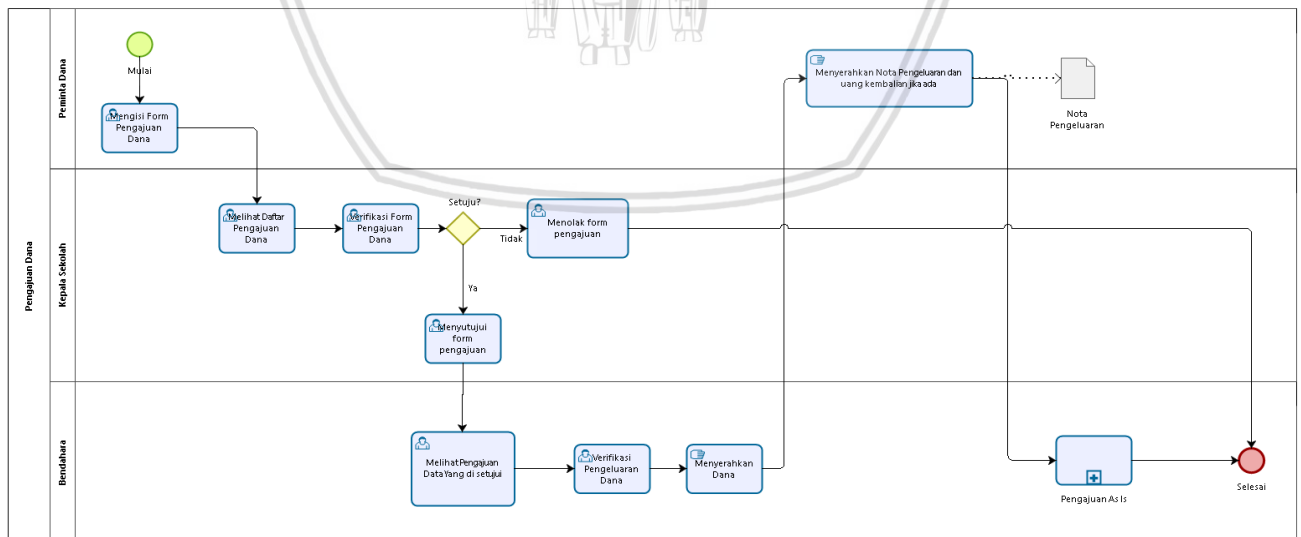 Pengajuan Dana
Peminta Dana
Mulai
Mengisi Form
Pengajuan
Dana
Menyerahkan Nota Pengeluaran dan
uang kembalian jika ada
Nota
Pengeluaran
Kepala Sekolah
Melihat Daftar
Pengajuan
Dana
Verifikasi Form
Pengajuan
Dana
Setuju?
Tidak
Menolak form
pengajuan
Ya
Menyutujui
form
pengajuan
Bendahara
Melihat Pengajuan
Data Yang di setujui
Verifikasi
Pengeluaran
Dana
Menyerahkan
Dana
Pengajuan As Is
Selesai